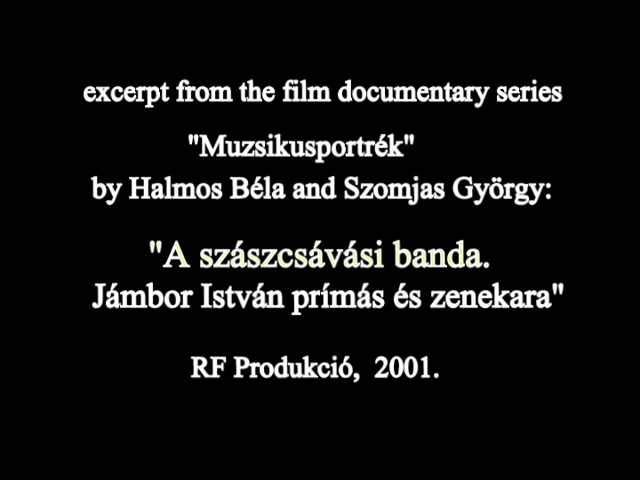 excerpt from the film documentary series
"Muzsikusportrék"
by Halmos Béla and Szomjas György:
"A szászcsávási banda.
Jámbor István prímás és zenekara"
RF Produkció, 2001.